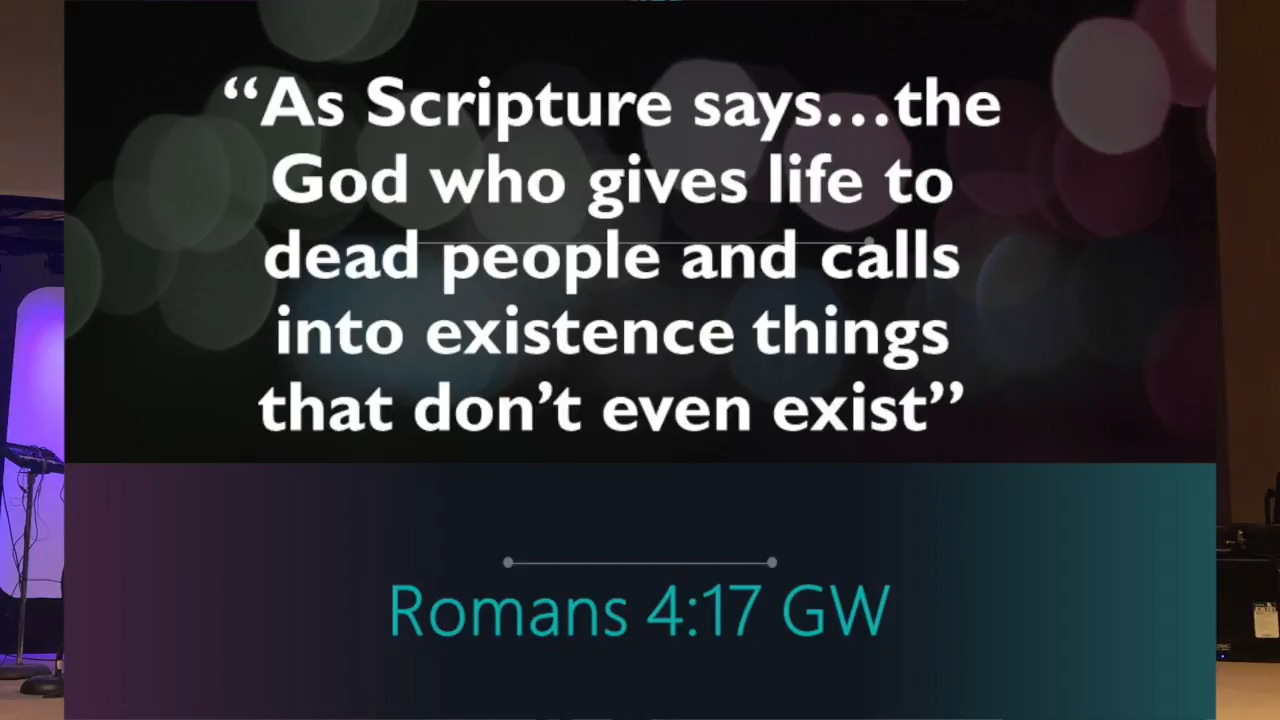 “As Scripture says...the
God who gives life to
dead people and calls
into existence things
that don’t even exist”
Romans 4:17 GW